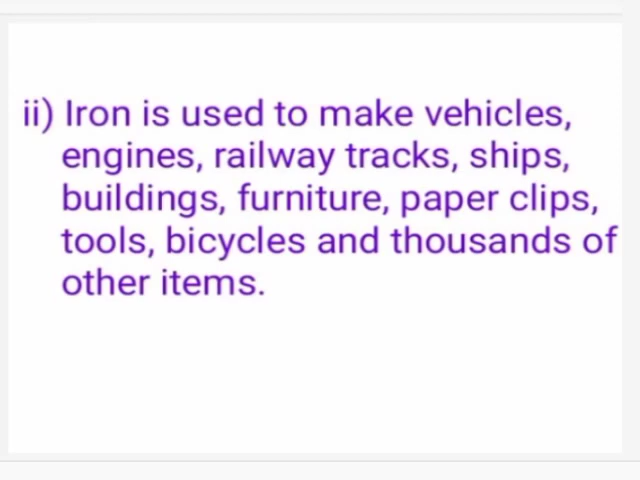 ii) Iron is used to make vehicles,
engines, railway tracks, ships,
buildings, furniture, paper clips,
tools, bicycles and thousands of
other items.